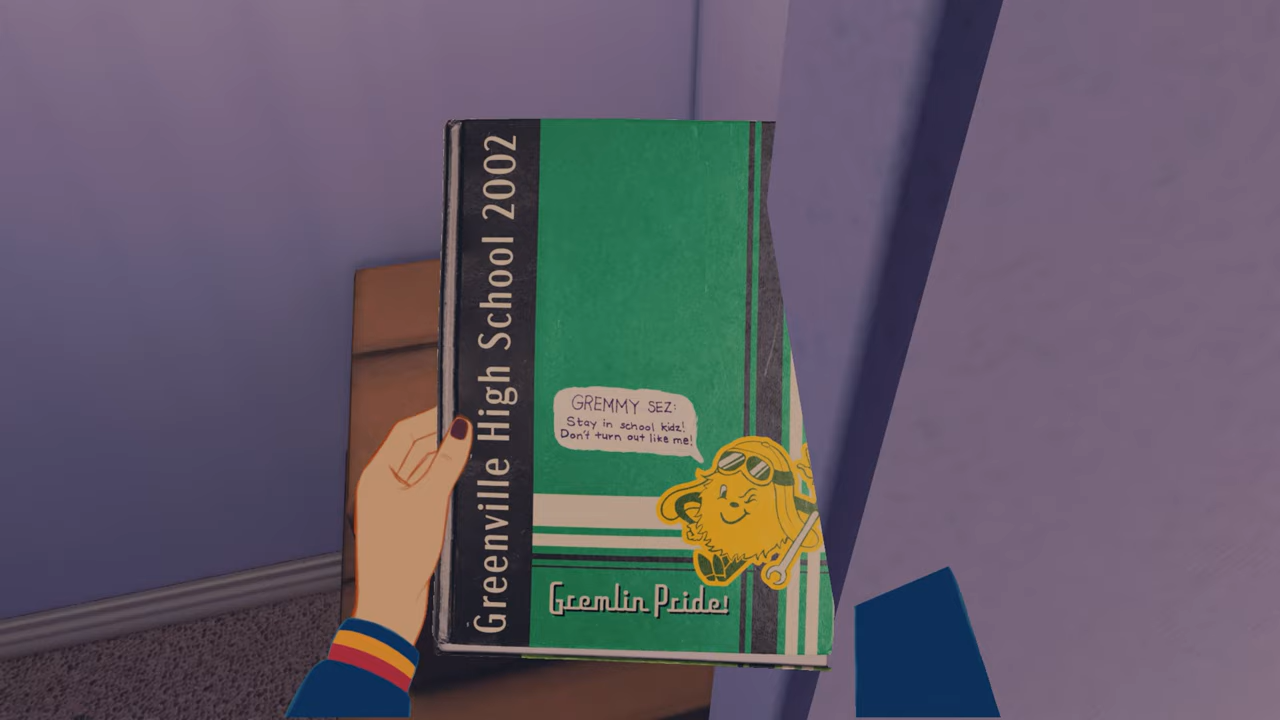 Greenville High School 2002
GREMMY SEZ:
Stay in school kidz!
Don't turn out like me!
Gremlin Pride!